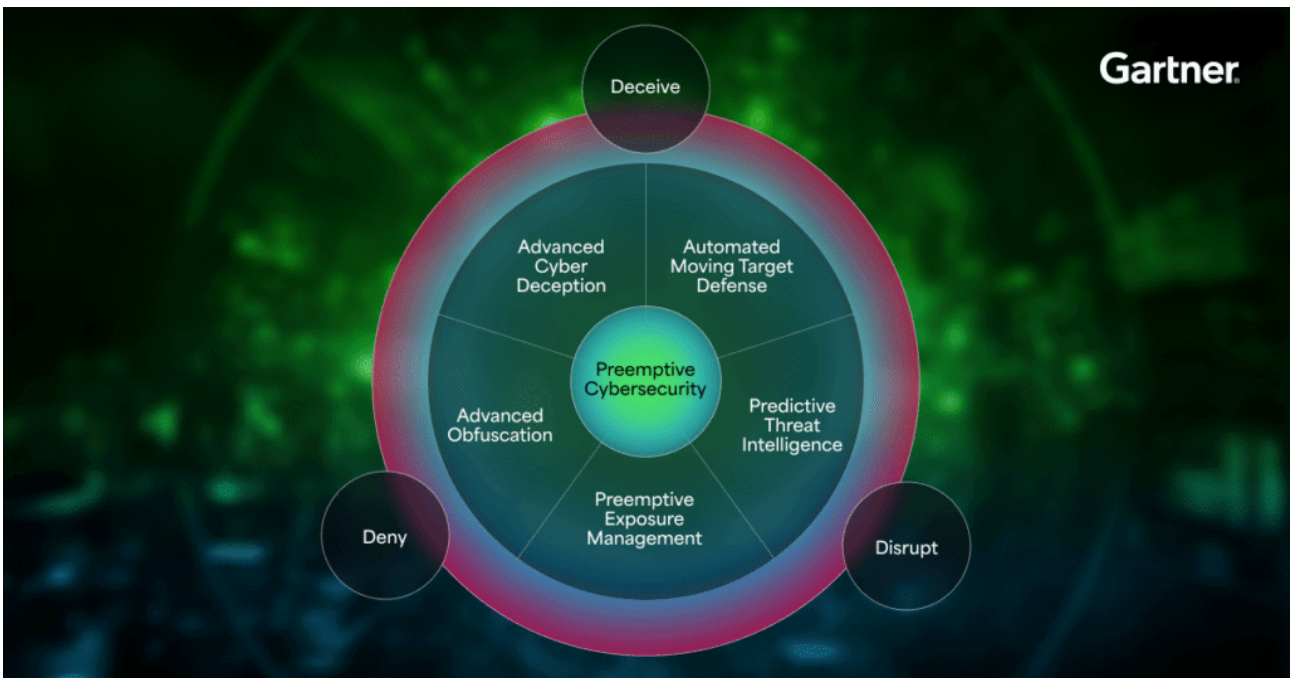 Gartner®
Deceive
Advanced
Cyber
Deception
Automated
Moving Target
Defense
Preemptive
Cybersecurity
Advanced
Obfuscation
Predictive
Threat
Intelligence
Preemptive
Exposure
Management
Deny
Disrupt